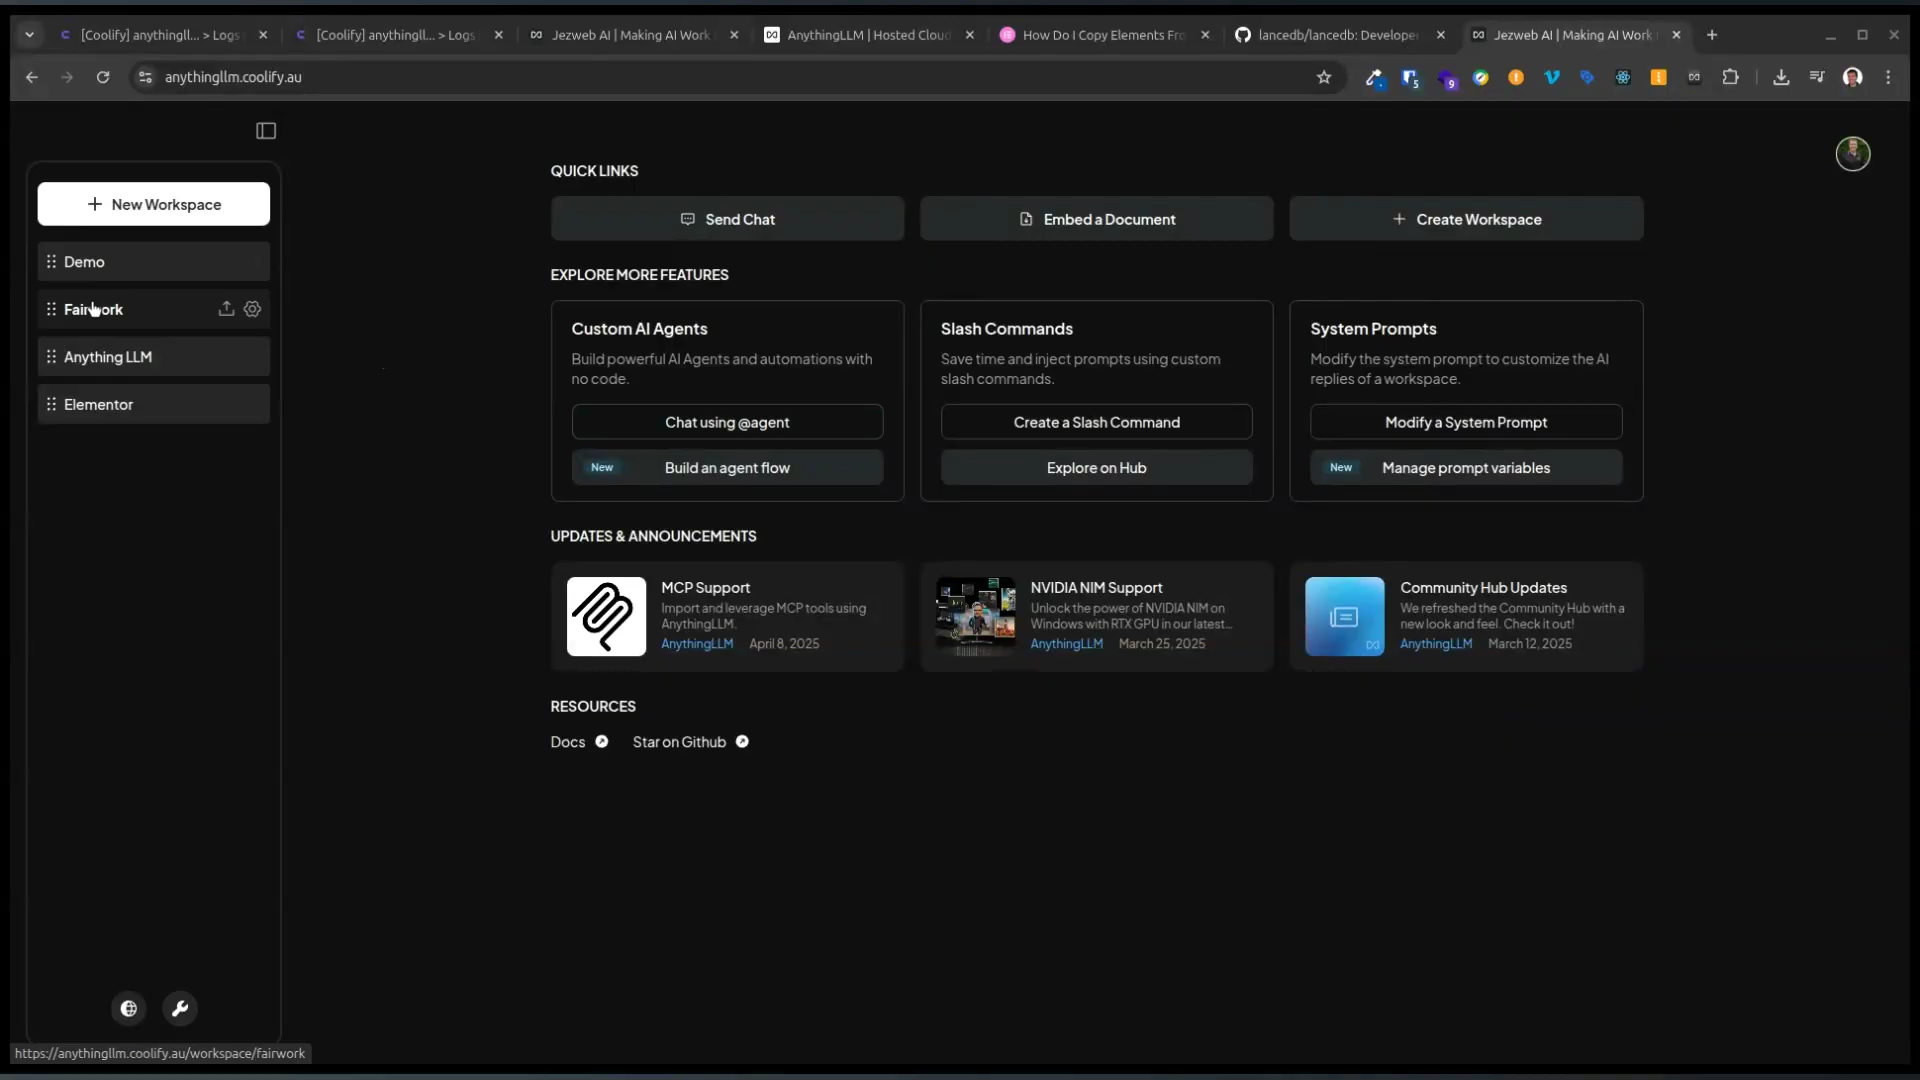 [Coolify] anythingll... > Logs
[Coolify] anythingll... > Logs
Jezweb AI | Making AI Work
AnythingLLM | Hosted Cloud
How Do I Copy Elements Fro
lancedb/lancedb: Developer
Jezweb AI | Making AI Work
anythingllm.coolify.au
5
9
New Workspace
Demo
Fairwork
Anything LLM
Elementor
QUICK LINKS
Send Chat
Embed a Document
Create Workspace
EXPLORE MORE FEATURES
Custom AI Agents
Build powerful AI Agents and automations with
no code.
Chat using @agent
New
Build an agent flow
Slash Commands
Save time and inject prompts using custom
slash commands.
Create a Slash Command
Explore on Hub
System Prompts
Modify the system prompt to customize the AI
replies of a workspace.
Modify a System Prompt
New
Manage prompt variables
UPDATES & ANNOUNCEMENTS
MCP Support
Import and leverage MCP tools using
AnythingLLM.
AnythingLLM April 8, 2025
NVIDIA NIM Support
Unlock the power of NVIDIA NIM on
Windows with RTX GPU in our latest...
AnythingLLM March 25, 2025
Community Hub Updates
We refreshed the Community Hub with a
new look and feel. Check it out!
AnythingLLM March 12, 2025
RESOURCES
Docs
Star on Github
https://anythingllm.coolify.au/workspace/fairwork